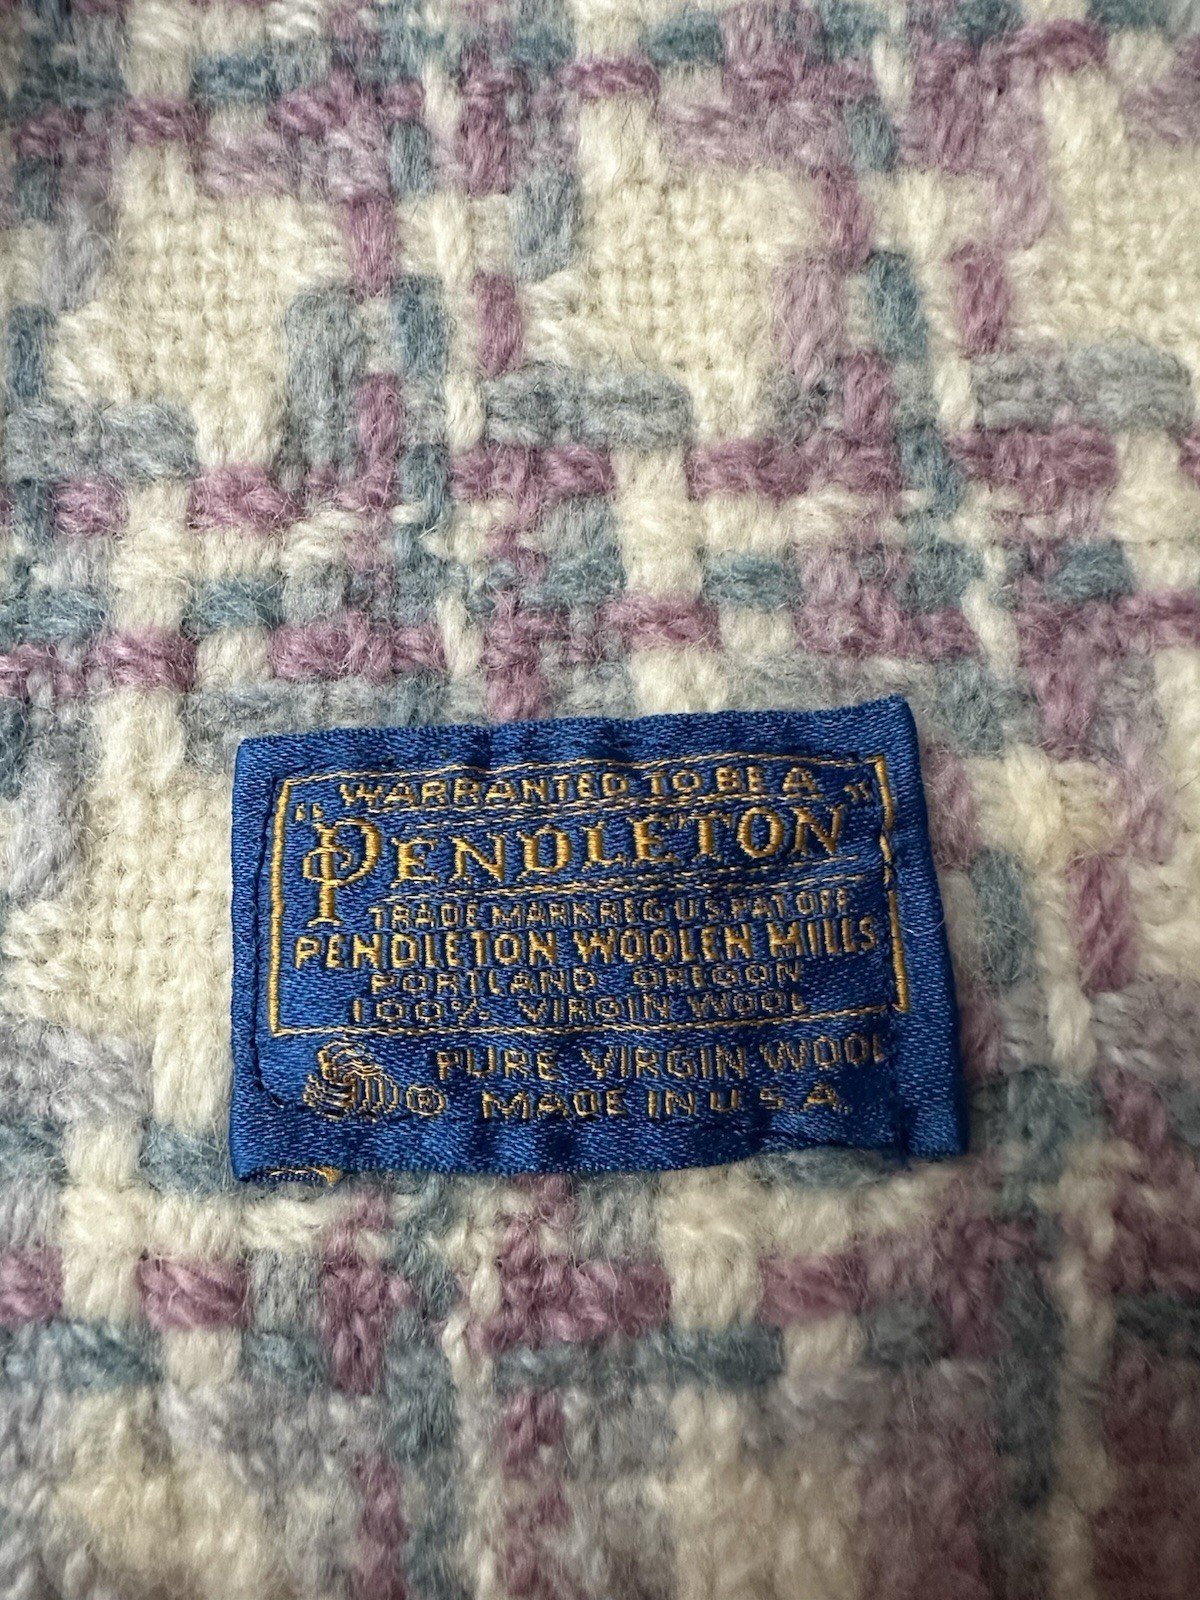 WARRANTED TO BE A
"PENDLETON"
TRADE MARK REG U.S. PAT OFF
PENDLETON WOOLEN MILLS
PORTLAND OREGON
100% VIRGIN WOOL
PURE VIRGIN WOOL
® MADE IN U.S.A.